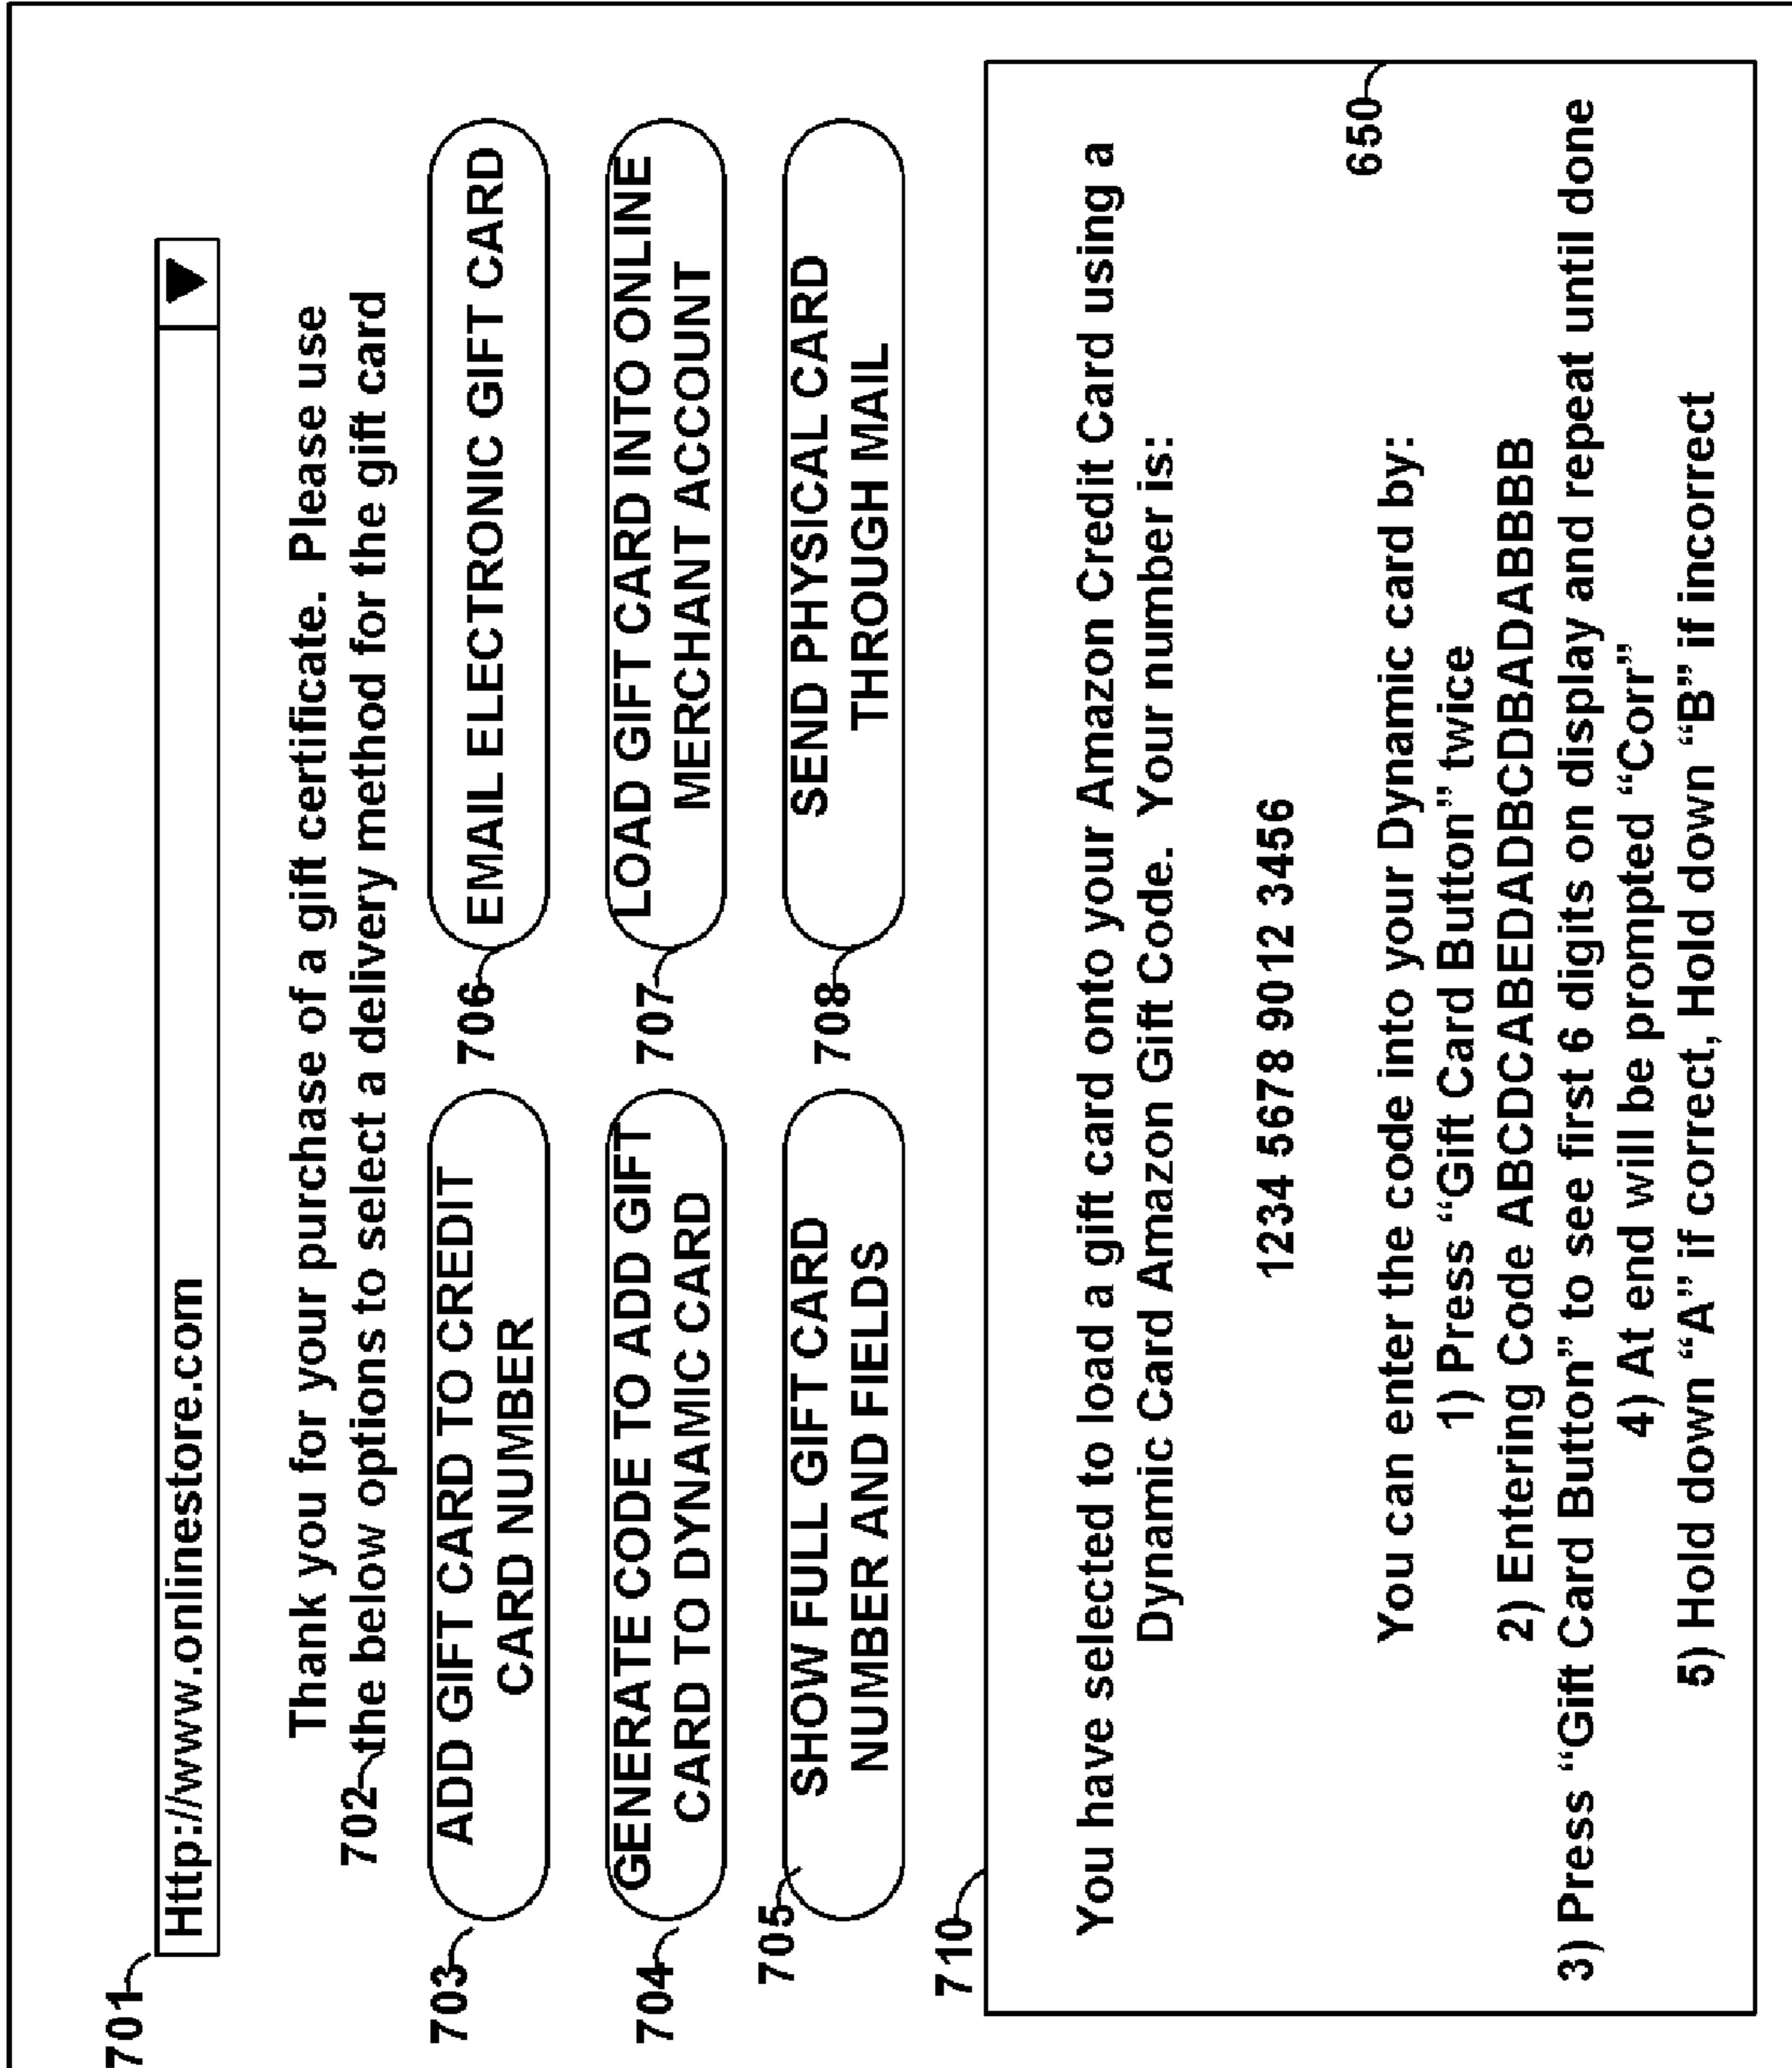 701
Http://www.onlinestore.com
Thank you for your purchase of a gift certificate. Please use
702 the below options to select a delivery method for the gift card
703
ADD GIFT CARD TO CREDIT
CARD NUMBER
706
EMAIL ELECTRONIC GIFT CARD
704
GENERATE CODE TO ADD GIFT
CARD TO DYNAMIC CARD
707
LOAD GIFT CARD INTO ONLINE
MERCHANT ACCOUNT
705
SHOW FULL GIFT CARD
NUMBER AND FIELDS
708
SEND PHYSICAL CARD
THROUGH MAIL
710
You have selected to load a gift card onto your Amazon Credit Card using a
Dynamic Card Amazon Gift Code. Your number is:
1234 5678 9012 3456
650
You can enter the code into your Dynamic card by:
1) Press “Gift Card Button” twice
2) Entering Code ABCDCABEDADBCDBADABBBB
3) Press “Gift Card Button” to see first 6 digits on display and repeat until done
4) At end will be prompted “Corr”
5) Hold down “A” if correct, Hold down “B” if incorrect